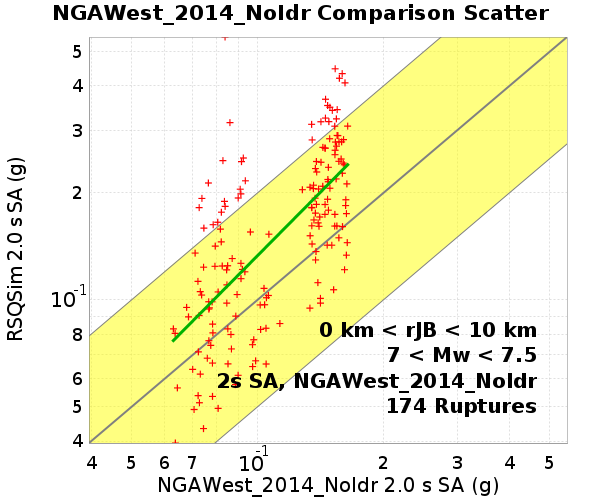 NGAWest_2014_NoIdr Comparison Scatter
RSQSim 2.0 s SA (g)
5
4
3
2
10⁻¹
8
6
5
4
0 km < rJB < 10 km
7 < Mw < 7.5
2s SA, NGAWest_2014_NoIdr
174 Ruptures
4 5 6 7 10⁻¹ 2 3 4 5
NGAWest_2014_NoIdr 2.0 s SA (g)